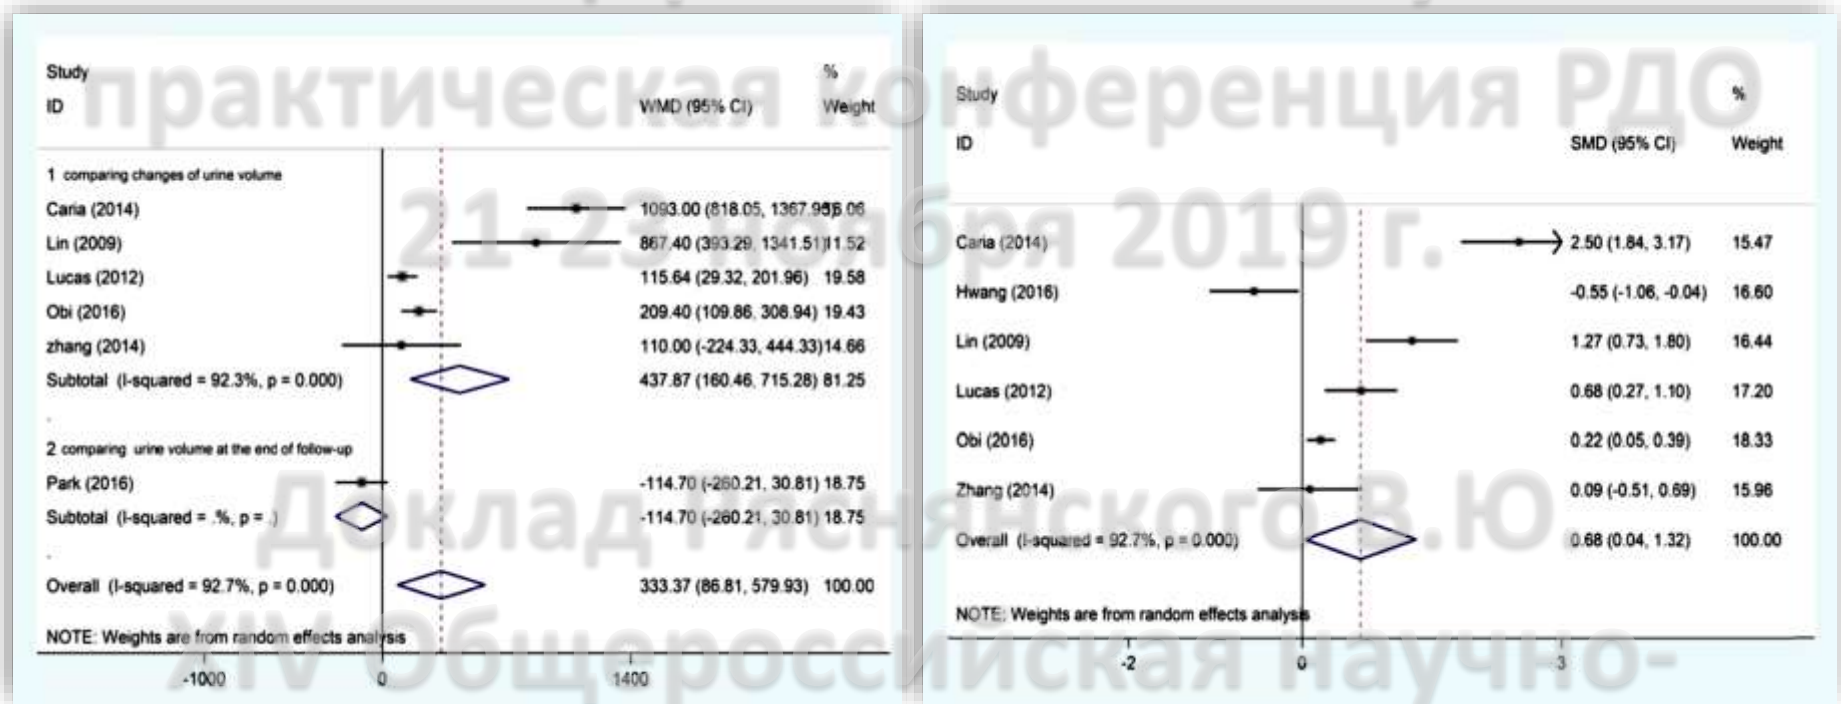 практическая конференция РДО
21-23 ноября 2019 г.
Доклад Ряснянского В.Ю.
XIV Общероссийская научно-
Study %
ID WMD (95% CI) Weight
1 comparing changes of urine volume
Caria (2014) 1093.00 (818.05, 1367.95) 16.06
Lin (2009) 867.40 (393.29, 1341.51) 11.52
Lucas (2012) 115.64 (29.32, 201.96) 19.58
Obi (2016) 209.40 (109.86, 308.94) 19.43
zhang (2014) 110.00 (-224.33, 444.33) 14.66
Subtotal (I-squared = 92.3%, p = 0.000) 437.87 (160.46, 715.28) 81.25
.
2 comparing urine volume at the end of follow-up
Park (2016) -114.70 (-260.21, 30.81) 18.75
Subtotal (I-squared = .%, p = .) -114.70 (-260.21, 30.81) 18.75
.
Overall (I-squared = 92.7%, p = 0.000) 333.37 (86.81, 579.93) 100.00
NOTE: Weights are from random effects analysis
-1000 0 1400
Study %
ID SMD (95% CI) Weight
Caria (2014) 2.50 (1.84, 3.17) 15.47
Hwang (2016) -0.55 (-1.06, -0.04) 16.60
Lin (2009) 1.27 (0.73, 1.80) 16.44
Lucas (2012) 0.68 (0.27, 1.10) 17.20
Obi (2016) 0.22 (0.05, 0.39) 18.33
Zhang (2014) 0.09 (-0.51, 0.69) 15.96
Overall (I-squared = 92.7%, p = 0.000) 0.68 (0.04, 1.32) 100.00
NOTE: Weights are from random effects analysis
-2 0 3